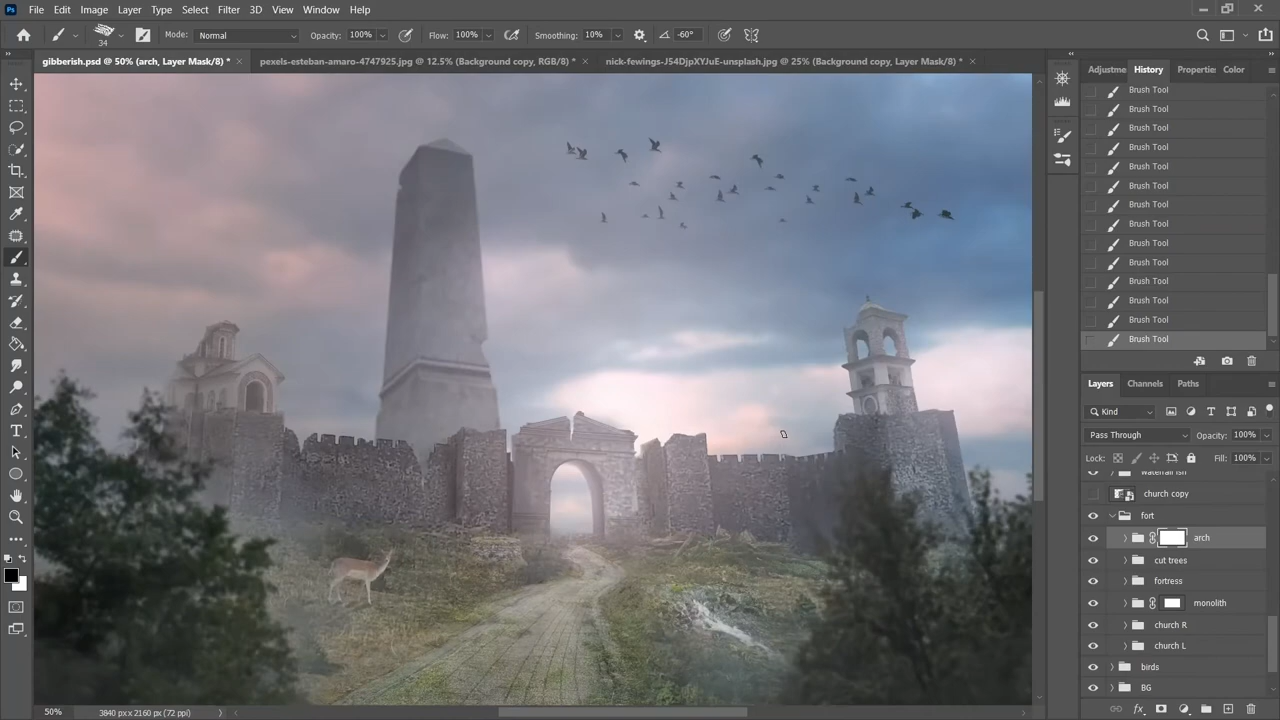 Ps File Edit Image Layer Type Select Filter 3D View Window Help
34 Mode: Normal Opacity: 100% Flow: 100% Smoothing: 10% -60°
gibberish.psd @ 50% (arch, Layer Mask/8) * × pexels-esteban-amaro-4747925.jpg @ 12.5% (Background copy, RGB/8) * × nick-fewings-J54DjpXYJuE-unsplash.jpg @ 25% (Background copy, Layer Mask/8) * ×
Adjustme History Propertie Color
Brush Tool
Brush Tool
Brush Tool
Brush Tool
Brush Tool
Brush Tool
Brush Tool
Brush Tool
Brush Tool
Brush Tool
Brush Tool
Brush Tool
Brush Tool
Brush Tool
Layers Channels Paths
Kind
Pass Through Opacity: 100%
Lock: Fill: 100%
church copy
fort
arch
cut trees
fortress
monolith
church R
church L
birds
BG
50% 3840 px x 2160 px (72 ppi)